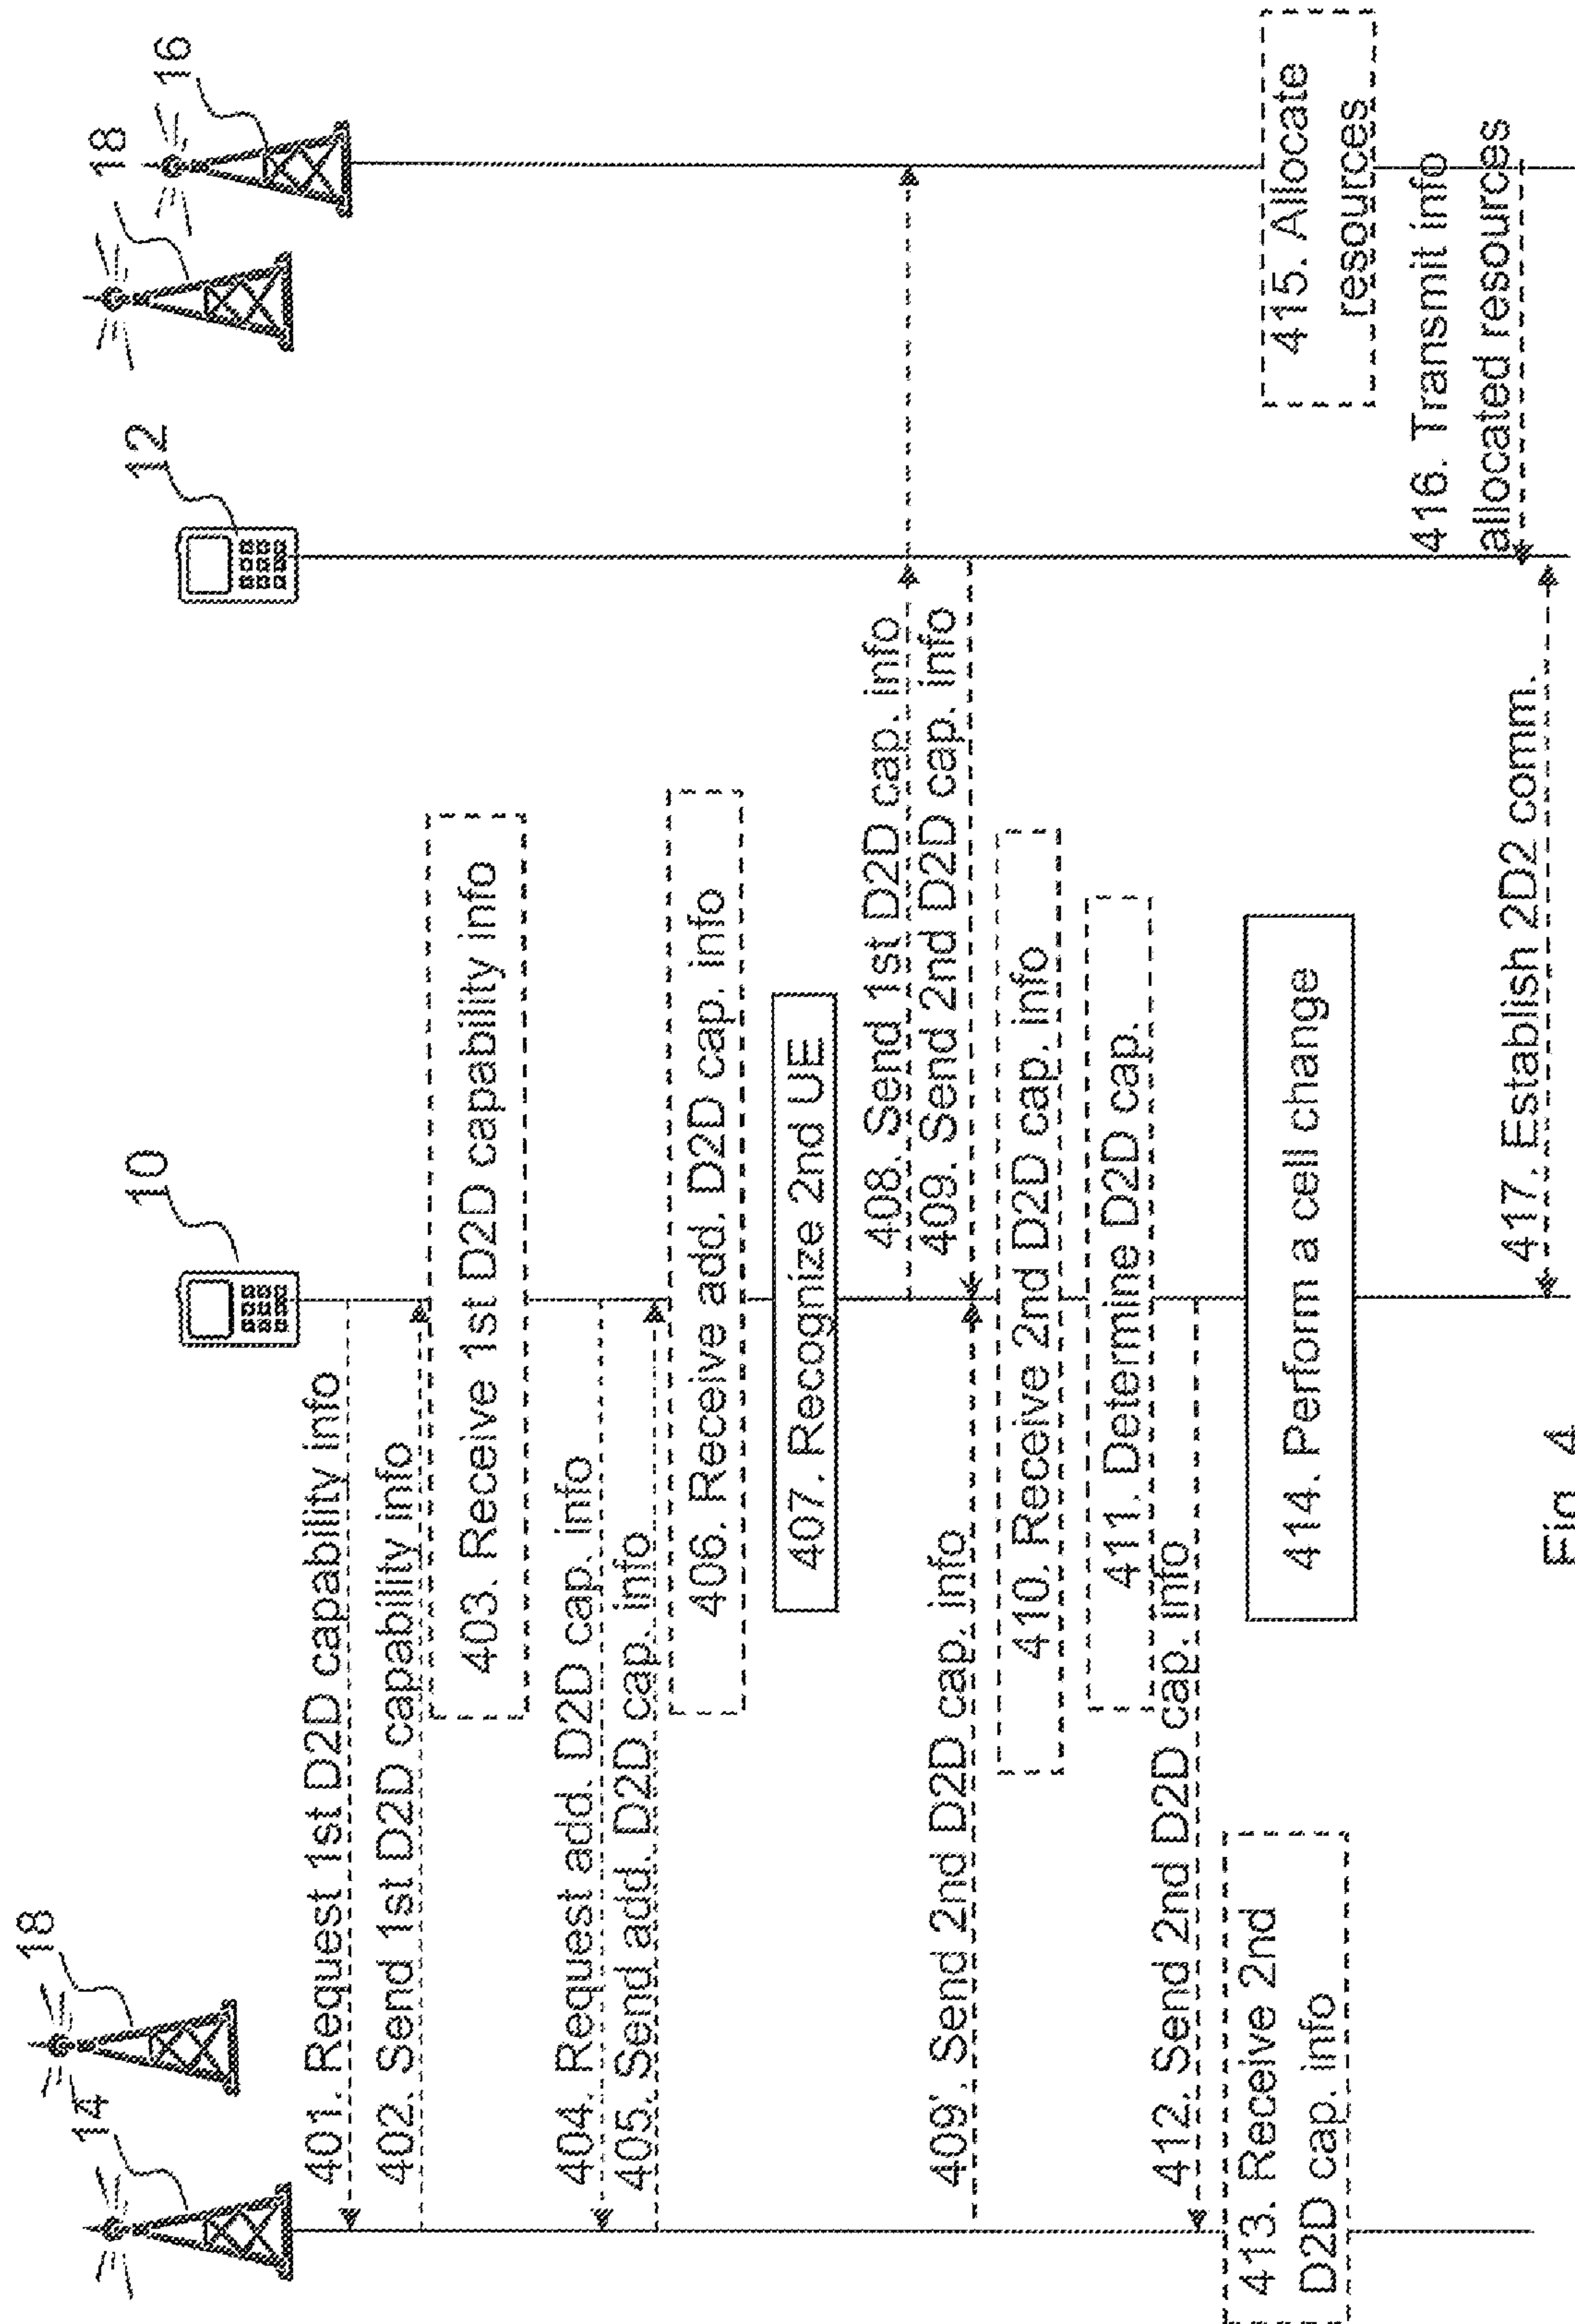 14
18
10
12
18
16
401. Request 1st D2D capability info
402. Send 1st D2D capability info
403. Receive 1st D2D capability info
404. Request add. D2D cap. info
405. Send add. D2D cap. info
406. Receive add. D2D cap. info
407. Recognize 2nd UE
408. Send 1st D2D cap. info
409. Send 2nd D2D cap. info
409'. Send 2nd D2D cap. info
410. Receive 2nd D2D cap. info
411. Determine D2D cap.
412. Send 2nd D2D cap. info
413. Receive 2nd
D2D cap. info
414. Perform a cell change
415. Allocate
resources
416. Transmit info
allocated resources
417. Establish 2D2 comm.
Fig. 4